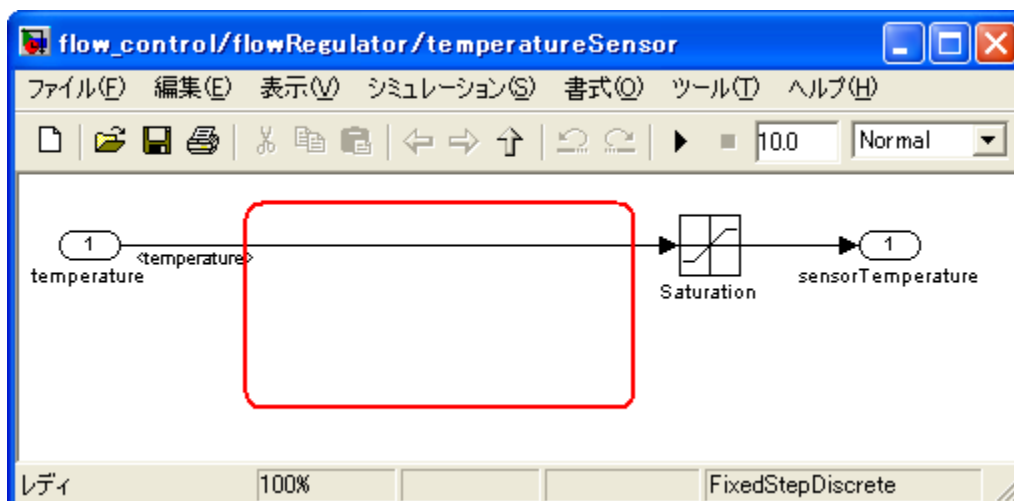 flow_control/flowRegulator/temperatureSensor
ファイル(F) 編集(E) 表示(V) シミュレーション(S) 書式(O) ツール(T) ヘルプ(H)
10.0 Normal
1 1
<temperature>
temperature Saturation sensorTemperature
レディ 100% FixedStepDiscrete